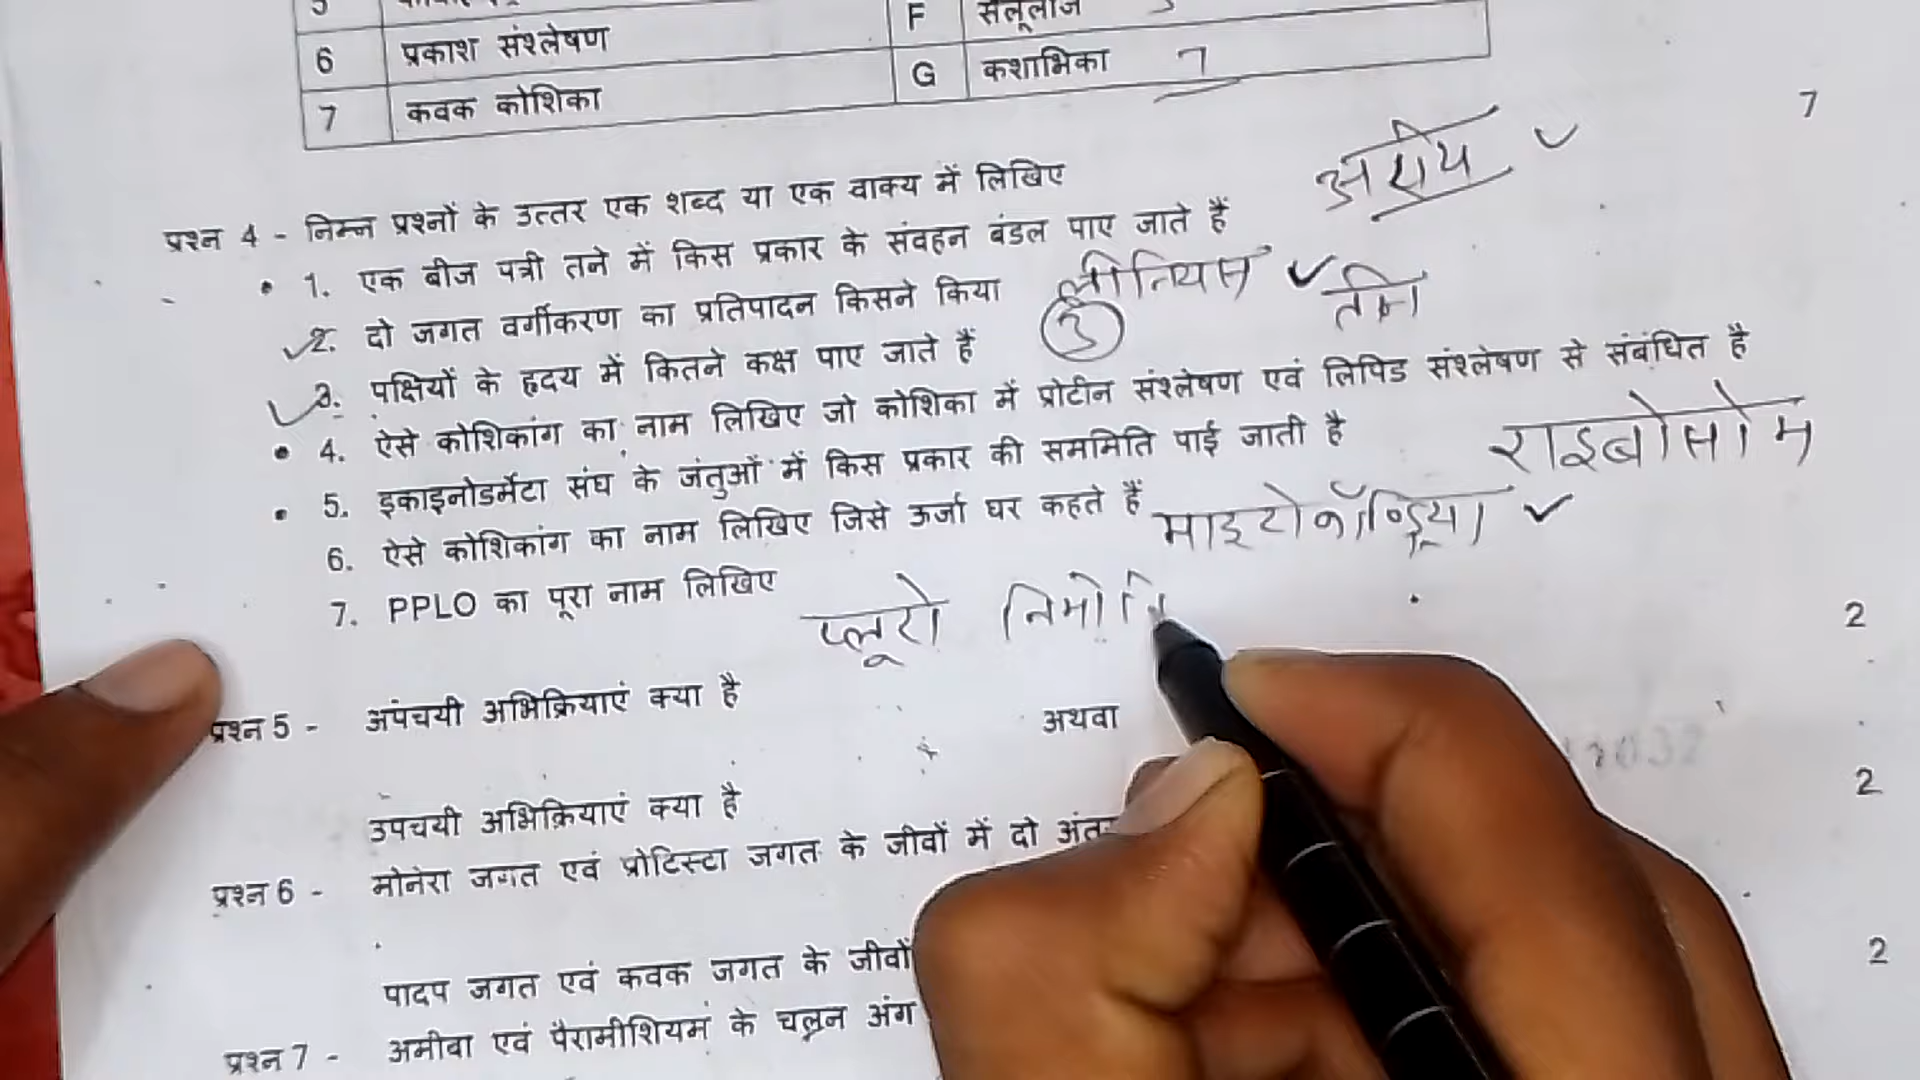 6 प्रकाश संश्लेषण F सेलूलोज
7 कवक कोशिका G कशाभिका 7
7
प्रश्न 4 - निम्न प्रश्नों के उत्तर एक शब्द या एक वाक्य में लिखिए
1. एक बीज पत्री तने में किस प्रकार के संवहन बंडल पाए जाते हैं अरीय
2. दो जगत वर्गीकरण का प्रतिपादन किसने किया लीनियस
3. पक्षियों के हृदय में कितने कक्ष पाए जाते हैं 3 तीन
4. ऐसे कोशिकांग का नाम लिखिए जो कोशिका में प्रोटीन संश्लेषण एवं लिपिड संश्लेषण से संबंधित है
राइबोसोम
5. इकाइनोडर्मेटा संघ के जंतुओं में किस प्रकार की सममिति पाई जाती है
6. ऐसे कोशिकांग का नाम लिखिए जिसे ऊर्जा घर कहते हैं माइटोकॉण्ड्रिया
7. PPLO का पूरा नाम लिखिए प्लूरो
2
प्रश्न 5 - अपचयी अभिक्रियाएं क्या है
अथवा
उपचयी अभिक्रियाएं क्या है
2
प्रश्न 6 - मोनेरा जगत एवं प्रोटिस्टा जगत के जीवों में दो
पादप जगत एवं कवक जगत के जीवों
2
प्रश्न 7 - अमीबा एवं पैरामीशियम के चलन अंग